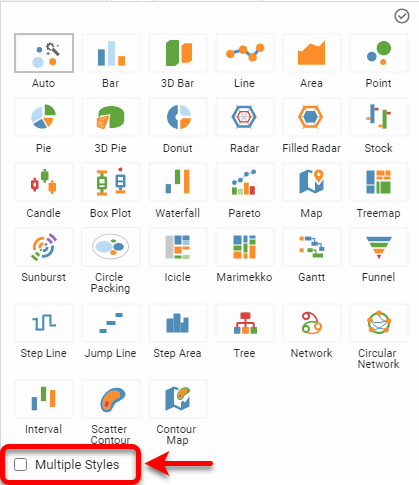 Auto Bar 3D Bar Line Area Point
Pie 3D Pie Donut Radar Filled Radar Stock
Candle Box Plot Waterfall Pareto Map Treemap
Sunburst Circle Packing Icicle Marimekko Gantt Funnel
Step Line Jump Line Step Area Tree Network Circular Network
Interval Scatter Contour Contour Map
Multiple Styles